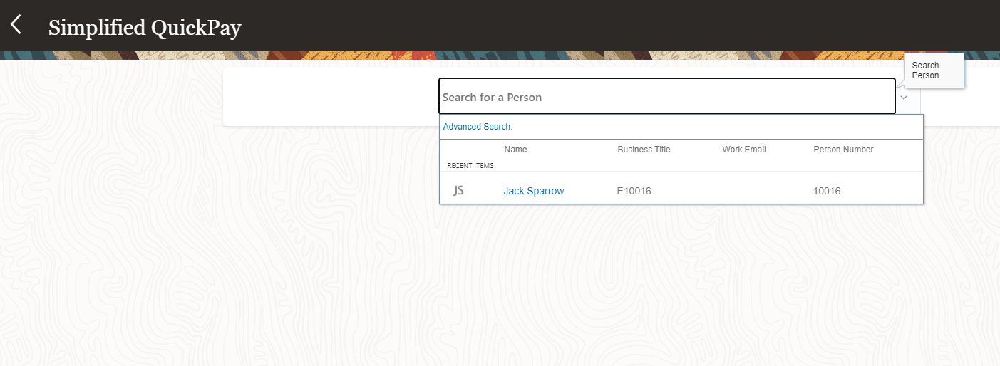 Simplified QuickPay
Search
Person
Search for a Person
Advanced Search:
Name Business Title Work Email Person Number
RECENT ITEMS
JS Jack Sparrow E10016 10016